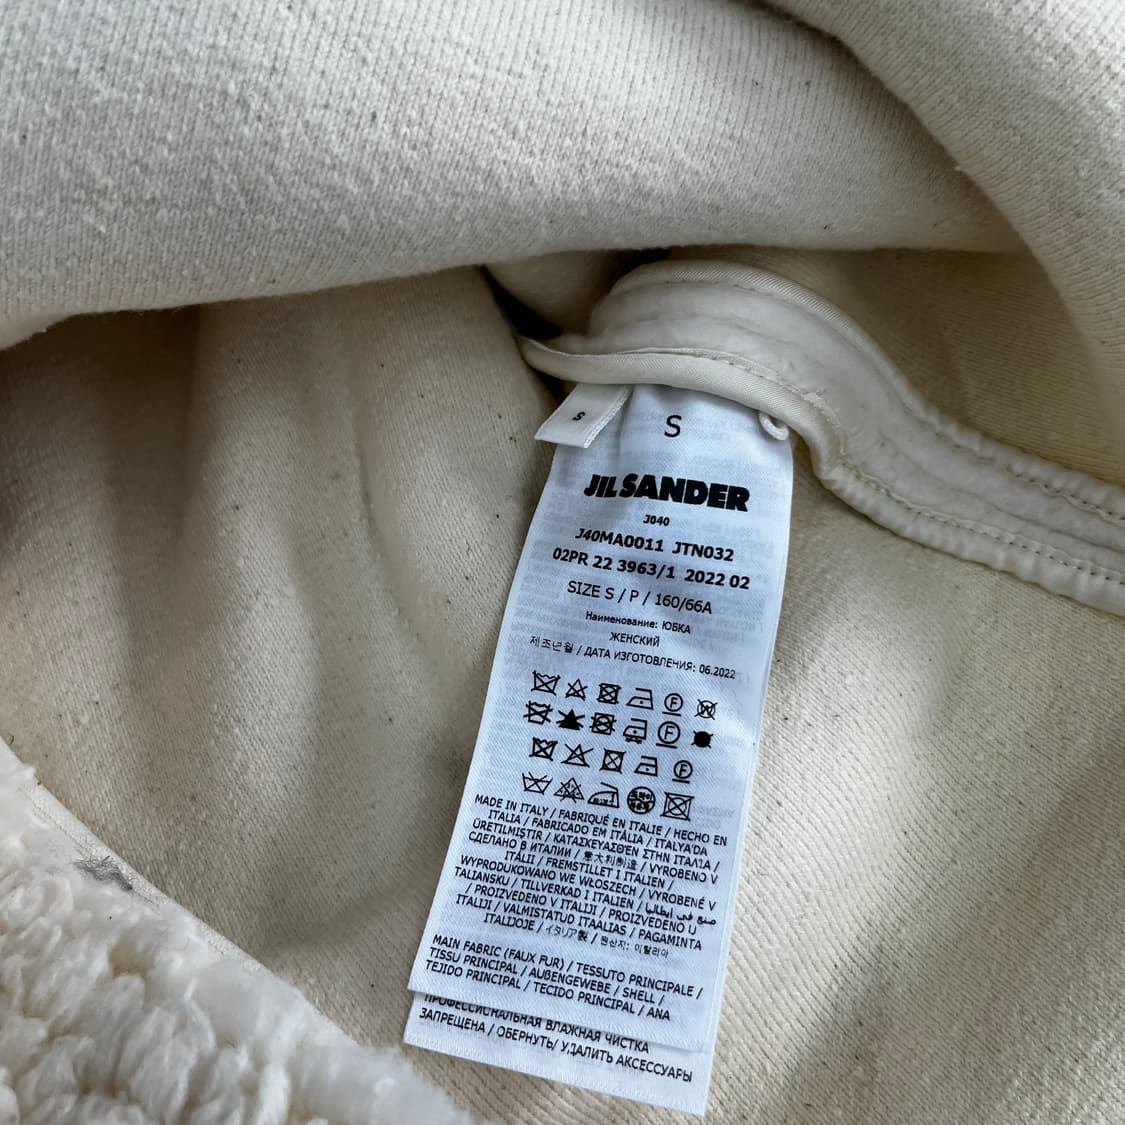 S
S
JIL SANDER
J040
J40MA0011 JTN032
02PR 22 3963/1 2022 02
SIZE S / P / 160/66A
Наименование: ЮБКА
ЖЕНСКИЙ
제조년월 / ДАТА ИЗГОТОВЛЕНИЯ: 06.2022
F W
F
F
MADE IN ITALY / FABRIQUÉ EN ITALIE / HECHO EN
ITALIA / FABRICADO EM ITÁLIA / ITALYA'DA
ÜRETILMIŞTIR / ΚΑΤΑΣΚΕΥΑΣΘΕΝ ΣΤΗΝ ΙΤΑΛΙΑ /
СДЕЛАНО В ИТАЛИИ / 意大利制造 / VYROBENO V
ITÁLII / FREMSTILLET I ITALIEN /
WYPRODUKOWANO WE WŁOSZECH / VYROBENÉ V
TALIANSKU / TILLVERKAD I ITALIEN / صنع في إيطاليا
/ PROIZVEDENO V ITALIJI / PROIZVEDENO U
ITALIJI / VALMISTATUD ITAALIAS / PAGAMINTA
ITALIJOJE / イタリア製 / 원산지: 이탈리아
MAIN FABRIC (FAUX FUR) / TESSUTO PRINCIPALE /
TISSU PRINCIPAL / AUßENGEWEBE / SHELL /
TEJIDO PRINCIPAL / TECIDO PRINCIPAL / ANA
ПРОФЕССИОНАЛЬНАЯ ВЛАЖНАЯ ЧИСТКА
ЗАПРЕЩЕНА / ОБЕРНУТЬ/ УДАЛИТЬ АКСЕССУАРЫ